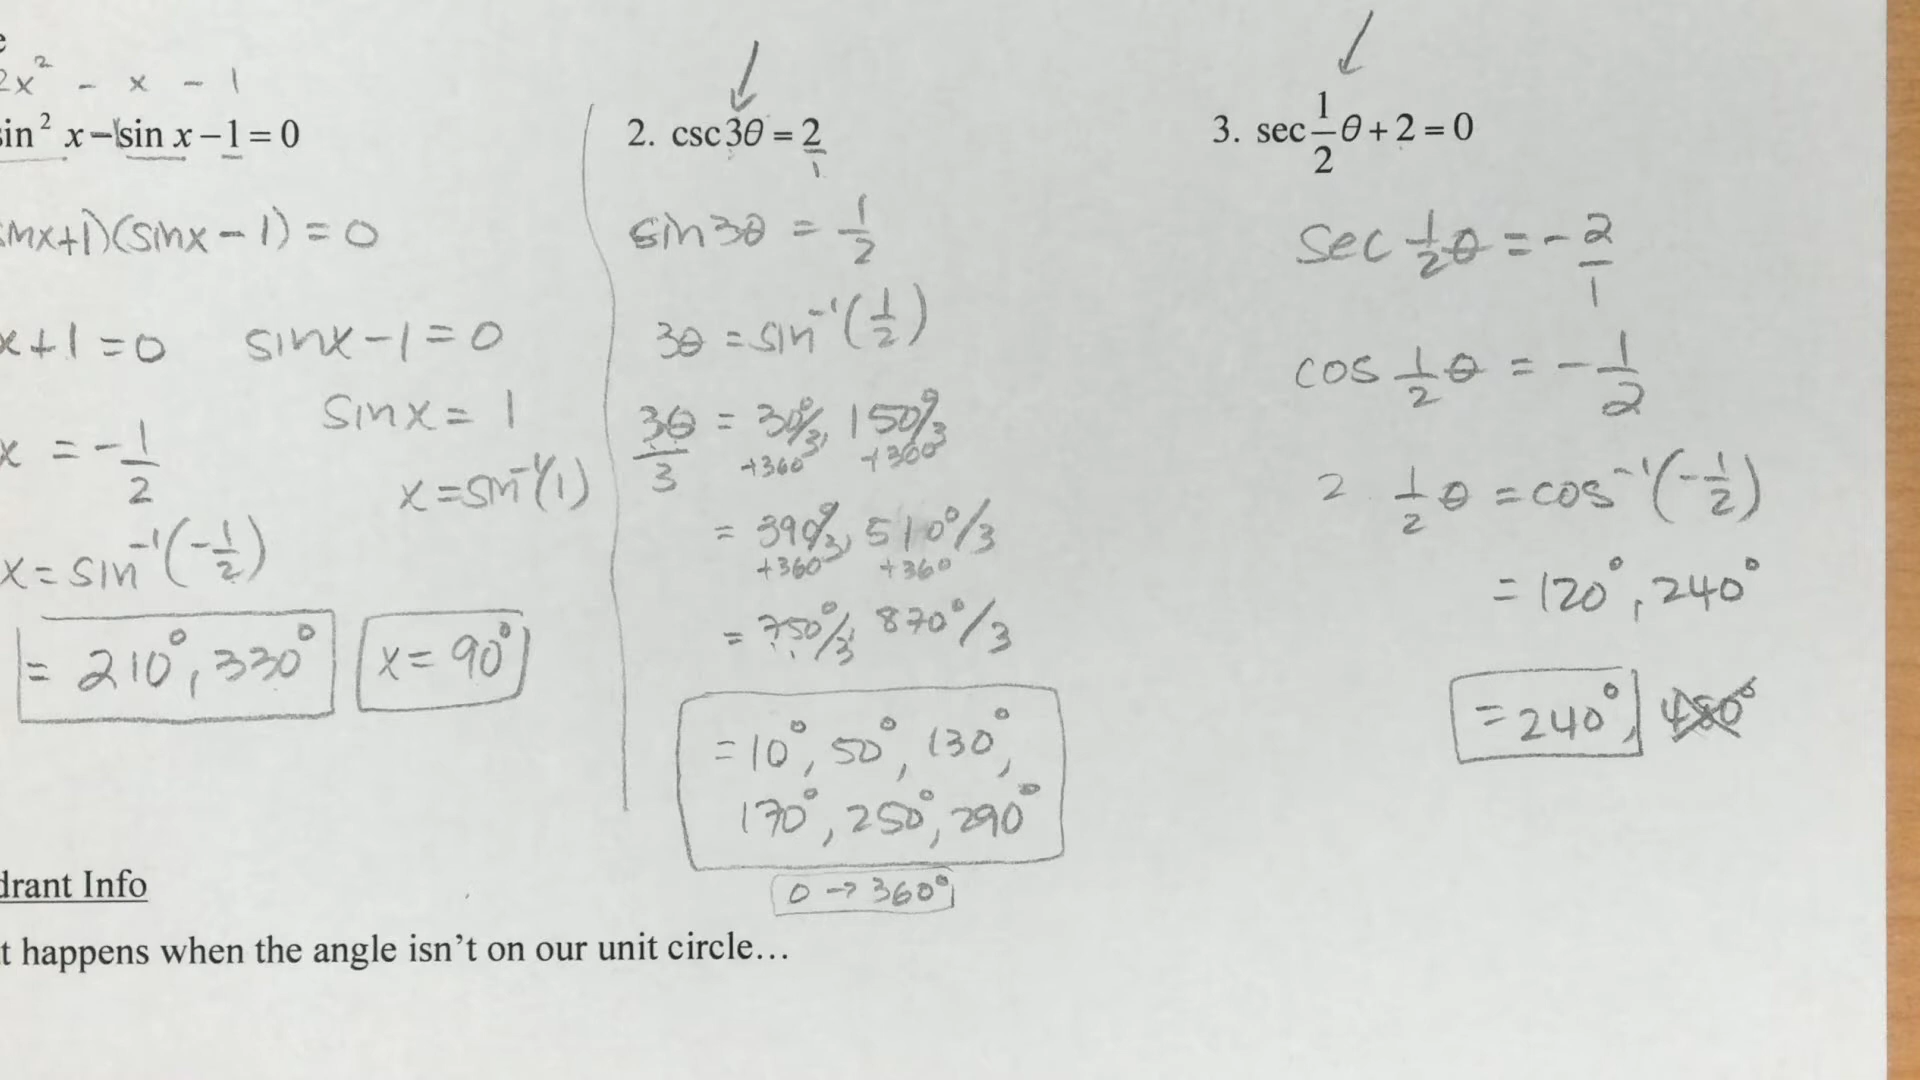 2x² - x - 1
sin² x - sin x - 1 = 0
sinx+1)(sinx - 1) = 0
x+1 = 0   sinx - 1 = 0
sinx = 1
x = -1/2
x = sin⁻¹(1)
x = sin⁻¹(-1/2)
= 210°, 330°   x = 90°
2. csc 3θ = 2/1
sin3θ = 1/2
3θ = sin⁻¹(1/2)
3θ/3 = 30°/3, 150°/3
+360° +360°
= 390°/3, 510°/3
+360° +360°
= 750°/3, 870°/3
= 10°, 50°, 130°,
170°, 250°, 290°
0 → 360°
3. sec 1/2 θ + 2 = 0
sec 1/2 θ = -2/1
cos 1/2 θ = -1/2
2 1/2 θ = cos⁻¹(-1/2)
= 120°, 240°
= 240°, 480°
drant Info
t happens when the angle isn't on our unit circle...